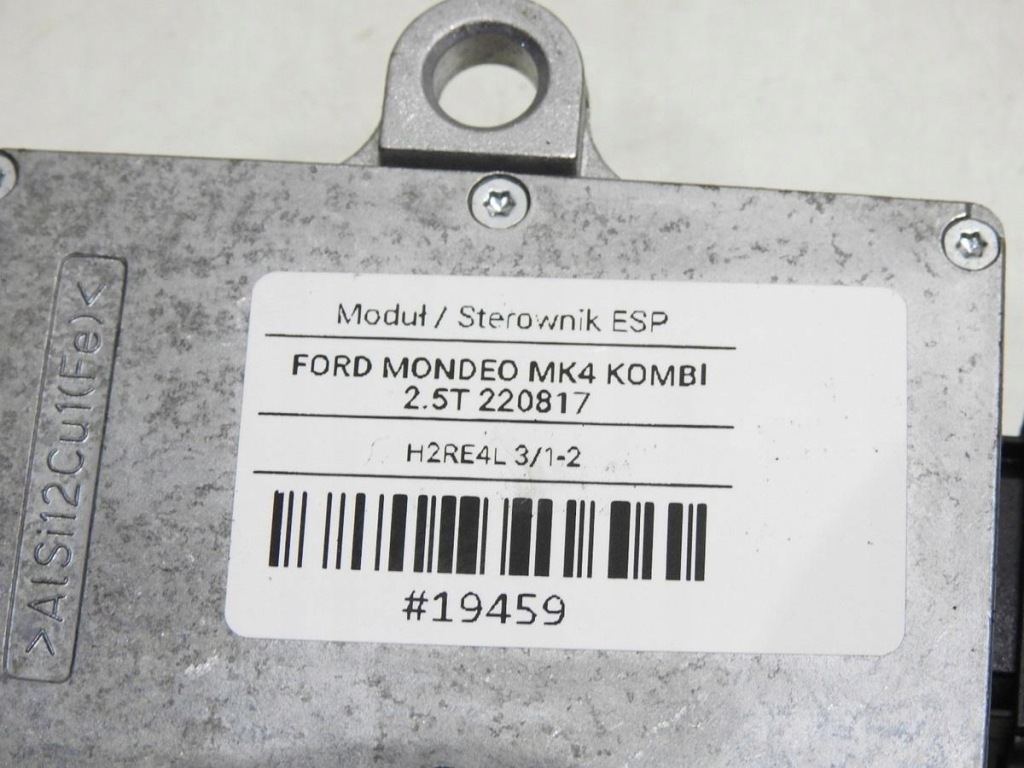 Moduł / Sterownik ESP
FORD MONDEO MK4 KOMBI
2.5T 220817
H2RE4L 3/1-2
#19459
>AlSi12Cu1(Fe)<